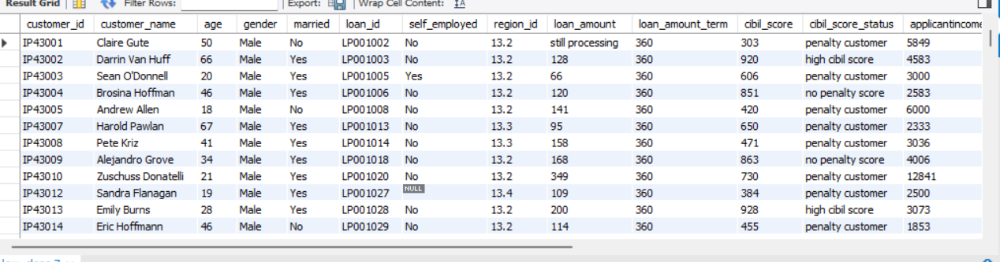 Result Grid Filter Rows: Export: Wrap Cell Content: IA
customer_id customer_name age gender married loan_id self_employed region_id loan_amount loan_amount_term cibil_score cibil_score_status applicantincome
IP43001 Claire Gute 50 Male No LP001002 No 13.2 still processing 360 303 penalty customer 5849
IP43002 Darrin Van Huff 66 Male Yes LP001003 No 13.2 128 360 920 high cibil score 4583
IP43003 Sean O'Donnell 20 Male Yes LP001005 Yes 13.2 66 360 606 penalty customer 3000
IP43004 Brosina Hoffman 46 Male Yes LP001006 No 13.2 120 360 851 no penalty score 2583
IP43005 Andrew Allen 18 Male No LP001008 No 13.2 141 360 420 penalty customer 6000
IP43007 Harold Pawlan 67 Male Yes LP001013 No 13.3 95 360 650 penalty customer 2333
IP43008 Pete Kriz 41 Male Yes LP001014 No 13.3 158 360 471 penalty customer 3036
IP43009 Alejandro Grove 34 Male Yes LP001018 No 13.2 168 360 863 no penalty score 4006
IP43010 Zuschuss Donatelli 21 Male Yes LP001020 No 13.2 349 360 730 penalty customer 12841
IP43012 Sandra Flanagan 19 Male Yes LP001027 NULL 13.4 109 360 384 penalty customer 2500
IP43013 Emily Burns 28 Male Yes LP001028 No 13.2 200 360 928 high cibil score 3073
IP43014 Eric Hoffmann 46 Male No LP001029 No 13.2 114 360 455 penalty customer 1853